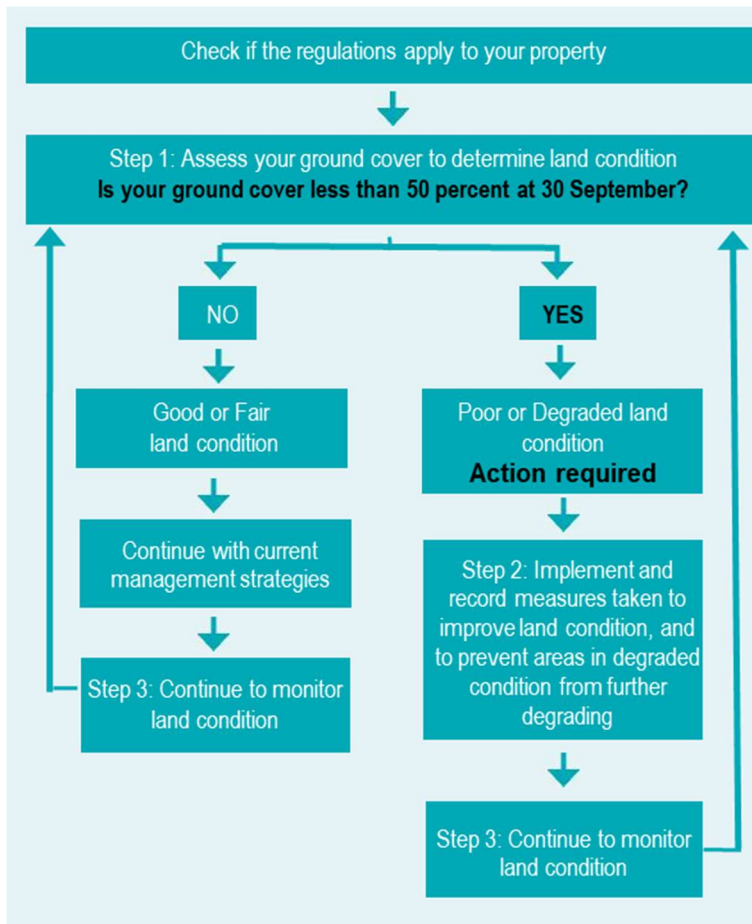 Check if the regulations apply to your property
Step 1: Assess your ground cover to determine land condition
Is your ground cover less than 50 percent at 30 September?
NO
YES
Good or Fair
land condition
Poor or Degraded land
condition
Action required
Continue with current
management strategies
Step 2: Implement and
record measures taken to
improve land condition, and
to prevent areas in degraded
condition from further
degrading
Step 3: Continue to monitor
land condition
Step 3: Continue to monitor
land condition